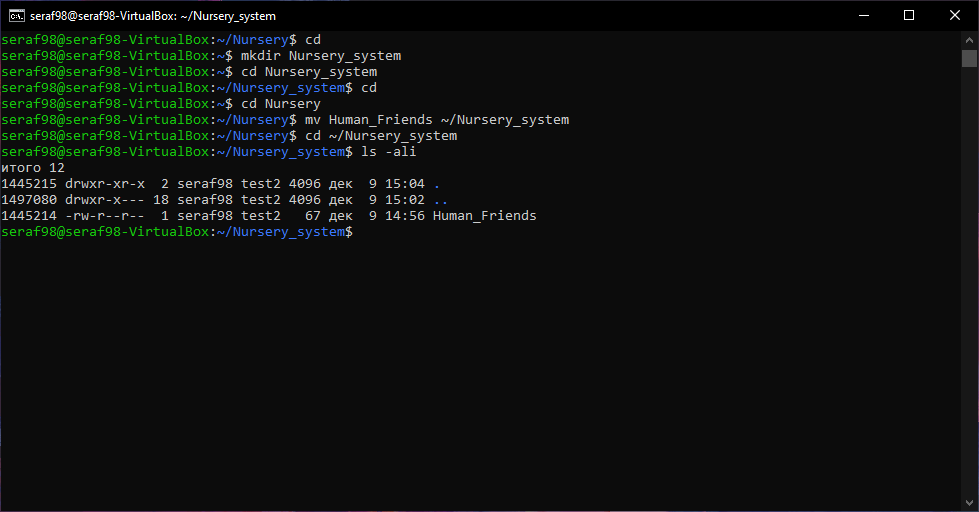 seraf98@seraf98-VirtualBox: ~/Nursery_system
seraf98@seraf98-VirtualBox:~/Nursery$ cd
seraf98@seraf98-VirtualBox:~$ mkdir Nursery_system
seraf98@seraf98-VirtualBox:~$ cd Nursery_system
seraf98@seraf98-VirtualBox:~/Nursery_system$ cd
seraf98@seraf98-VirtualBox:~$ cd Nursery
seraf98@seraf98-VirtualBox:~/Nursery$ mv Human_Friends ~/Nursery_system
seraf98@seraf98-VirtualBox:~/Nursery$ cd ~/Nursery_system
seraf98@seraf98-VirtualBox:~/Nursery_system$ ls -ali
итого 12
1445215 drwxr-xr-x  2 seraf98 test2 4096 дек  9 15:04 .
1497080 drwxr-x--- 18 seraf98 test2 4096 дек  9 15:02 ..
1445214 -rw-r--r--  1 seraf98 test2   67 дек  9 14:56 Human_Friends
seraf98@seraf98-VirtualBox:~/Nursery_system$